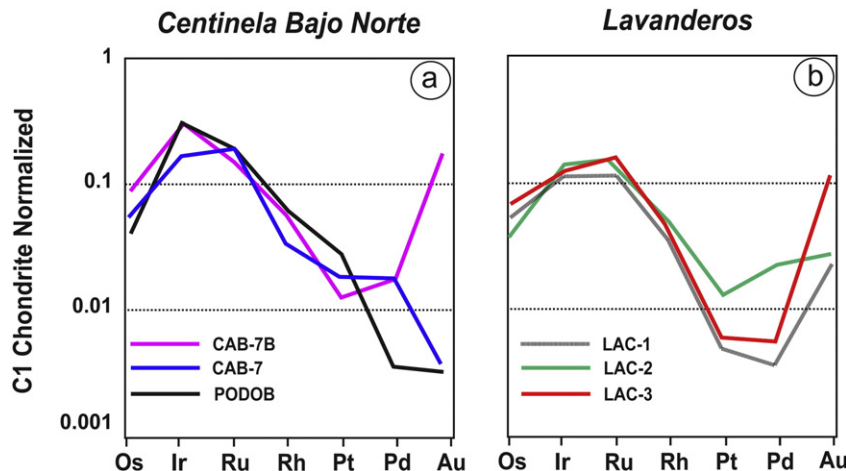 Centinela Bajo Norte
Lavanderos
C1 Chondrite Normalized
1
0.1
0.01
0.001
a
CAB-7B
CAB-7
PODOB
Os Ir Ru Rh Pt Pd Au
b
LAC-1
LAC-2
LAC-3
Os Ir Ru Rh Pt Pd Au